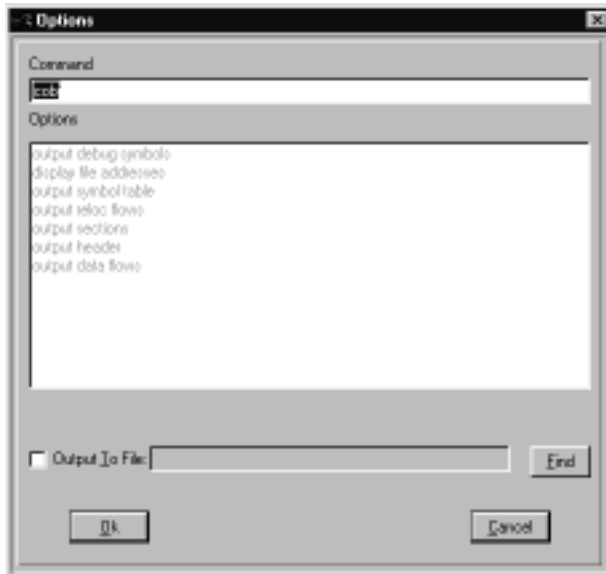 Options
Command
cob
Options
output debug symbols
display file addresses
output symbol table
output reloc flows
output sections
output header
output data flows
Output To File:
Find
Ok
Cancel